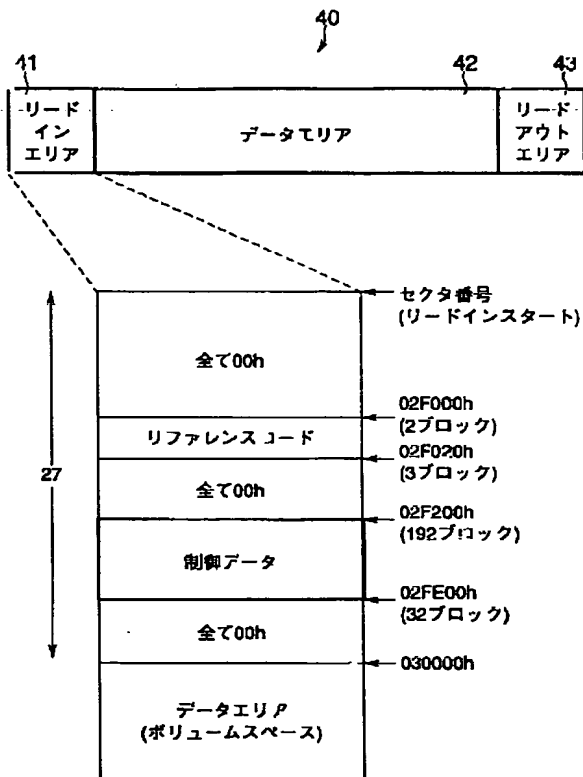 40
41
42
43
リード
イン
エリア
データエリア
リード
アウト
エリア
セクタ番号
(リードインスタート)
全て00h
02F000h
(2ブロック)
リファレンスコード
02F020h
(3ブロック)
27
全て00h
02F200h
(192ブロック)
制御データ
02FE00h
(32ブロック)
全て00h
030000h
データエリア
(ボリュームスペース)